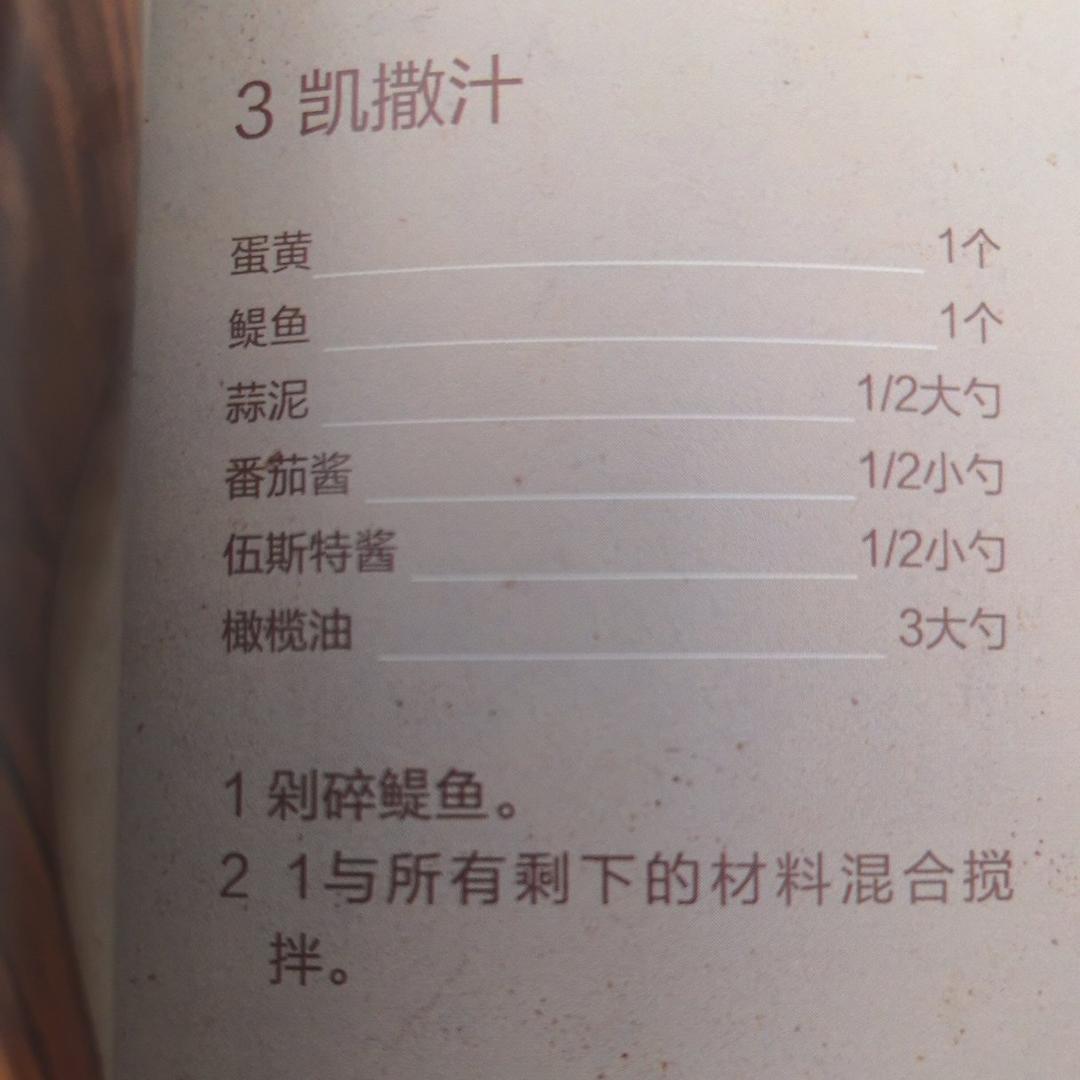 3 凯撒汁
蛋黄 1个
鳀鱼 1个
蒜泥 1/2大勺
番茄酱 1/2小勺
伍斯特酱 1/2小勺
橄榄油 3大勺
1 剁碎鳀鱼。
2 1与所有剩下的材料混合搅
拌。